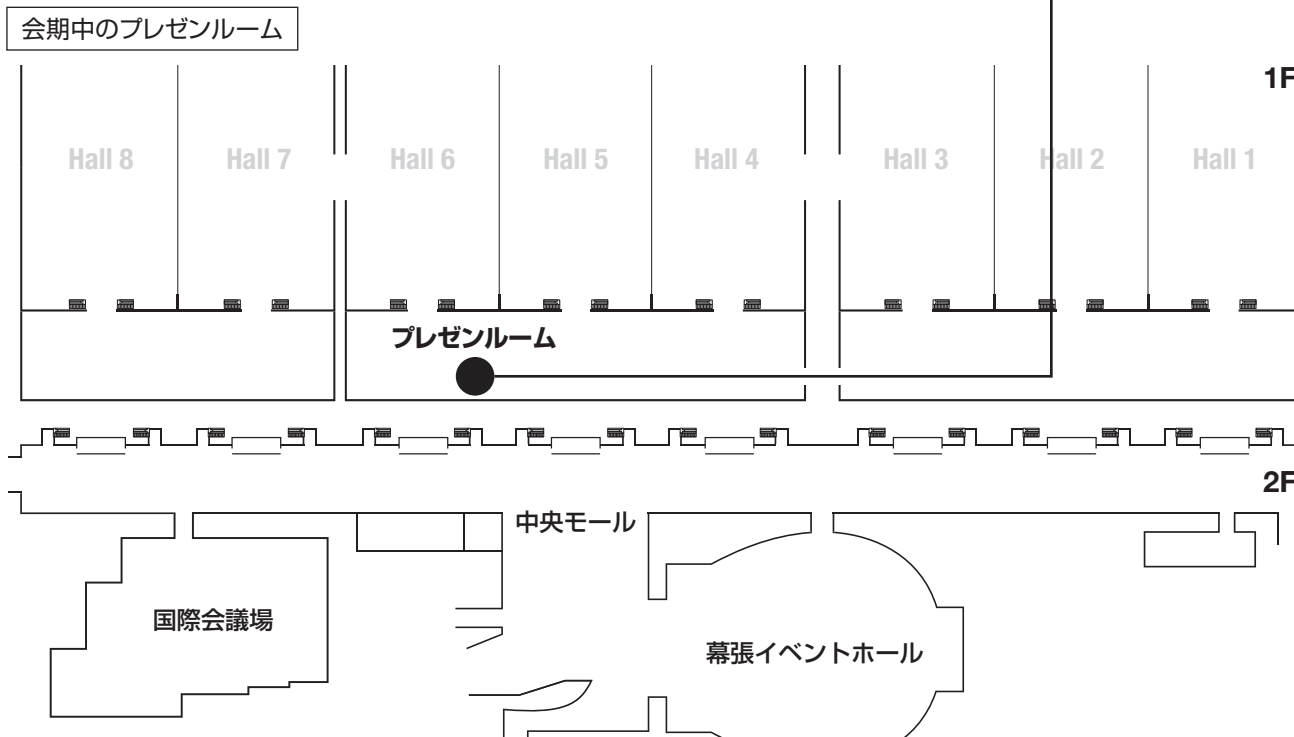 会期中のプレゼンルーム
1F
Hall 8
Hall 7
Hall 6
Hall 5
Hall 4
Hall 3
Hall 2
Hall 1
プレゼンルーム
2F
中央モール
国際会議場
幕張イベントホール